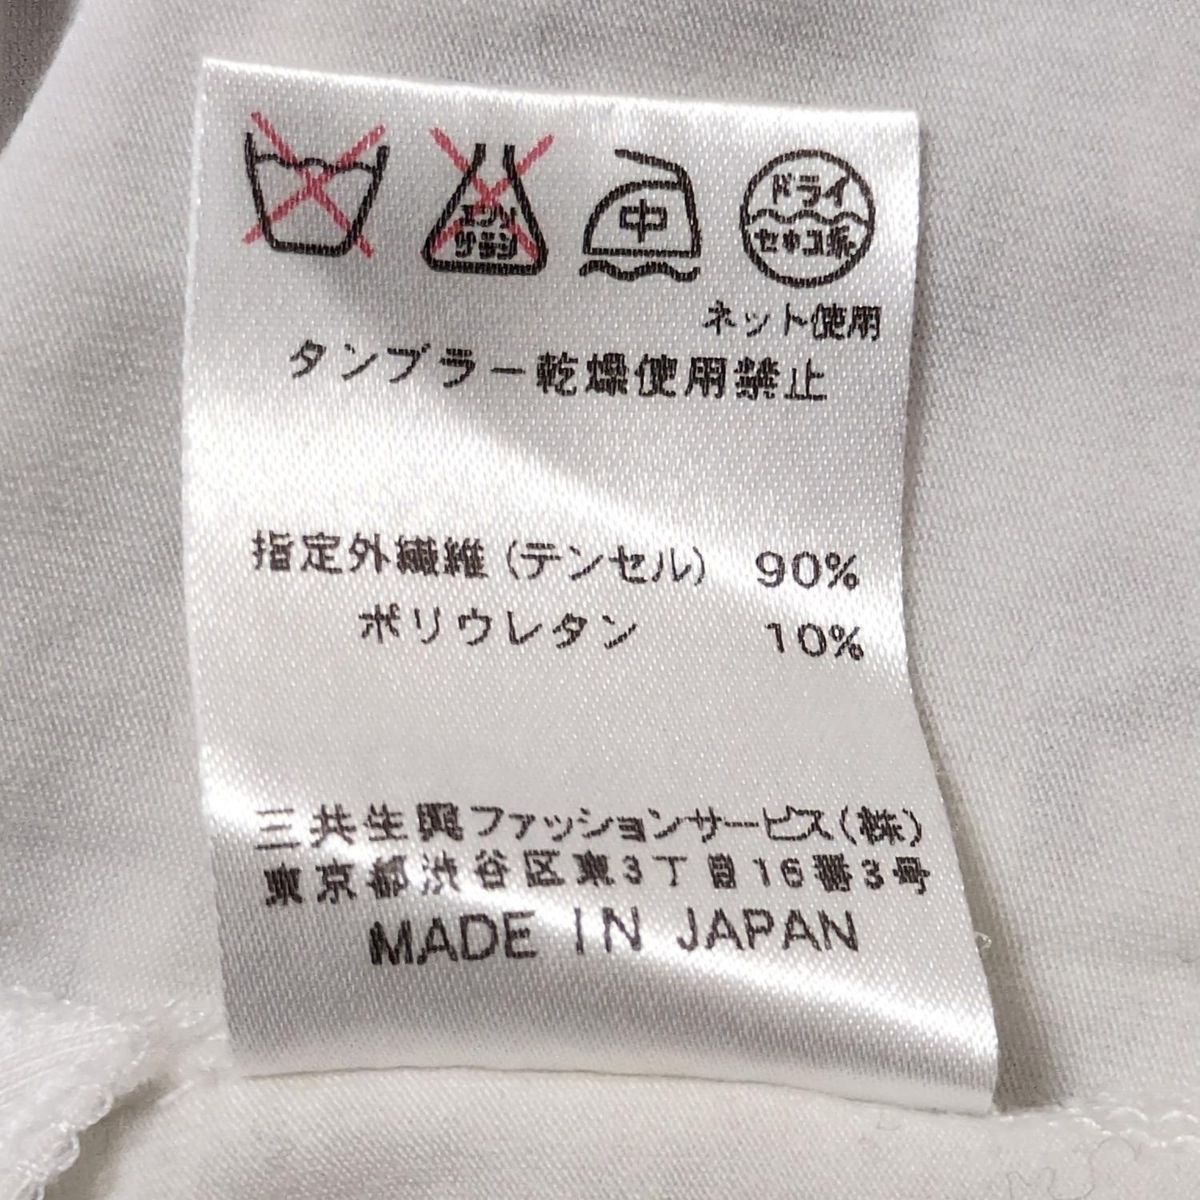 エンソ
サラシ
中
ドライ
セキユ系
ネット使用
タンブラー乾燥使用禁止
指定外繊維(テンセル) 90%
ポリウレタン 10%
三共生興ファッションサービス(株)
東京都渋谷区東3丁目16番3号
MADE IN JAPAN